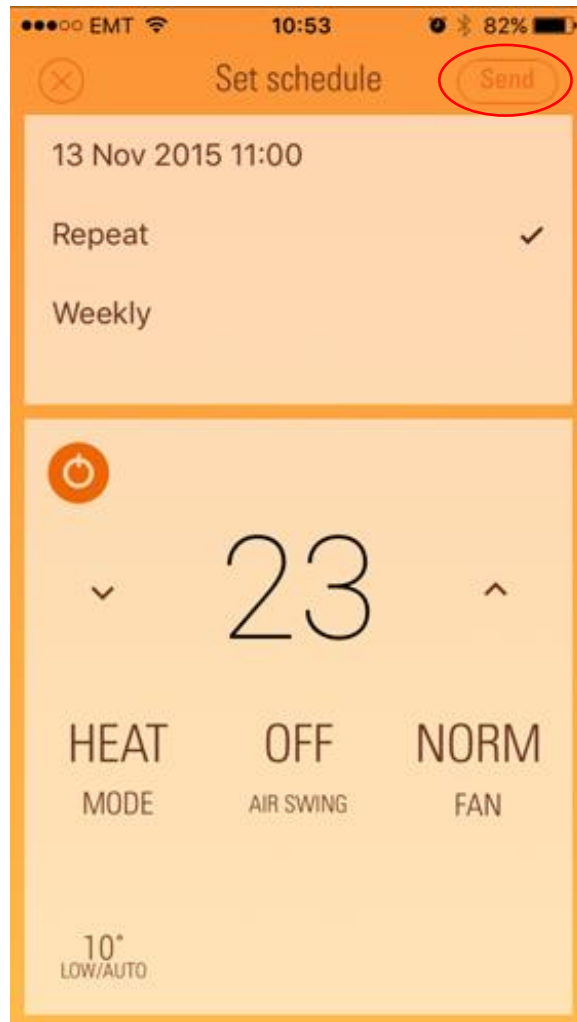 EMT 10:53 82%
Set schedule Send
13 Nov 2015 11:00
Repeat
Weekly
23
HEAT OFF NORM
MODE AIR SWING FAN
10°
LOW/AUTO